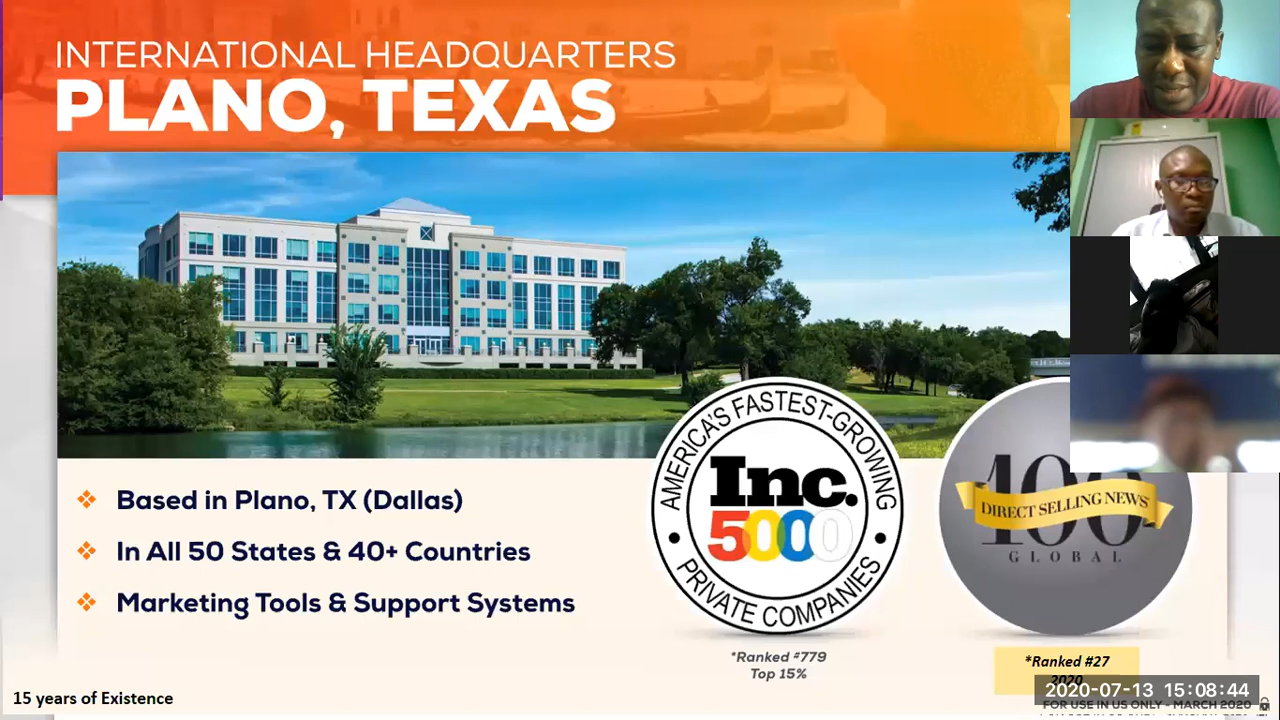 INTERNATIONAL HEADQUARTERS
PLANO, TEXAS
Based in Plano, TX (Dallas)
In All 50 States & 40+ Countries
Marketing Tools & Support Systems
AMERICA'S FASTEST-GROWING
Inc.
5000
PRIVATE COMPANIES
*Ranked #779
Top 15%
100
DIRECT SELLING NEWS
GLOBAL
*Ranked #27
2020
15 years of Existence
2020-07-13 15:08:44
FOR USE IN US ONLY - MARCH 2020